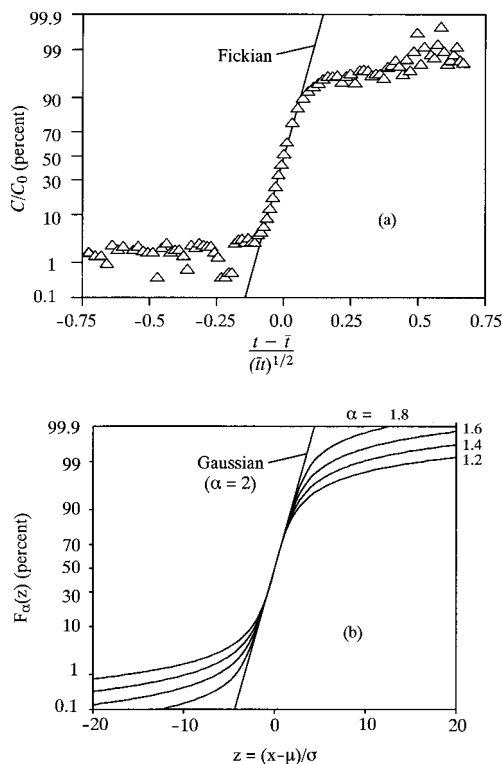 99.9
99
90
70
50
30
10
1
0.1
C/C₀ (percent)
Fickian
(a)
−0.75 −0.5 −0.25 0.0 0.25 0.5 0.75
t − t̄
(t̄t)^1/2
α = 1.8
1.6
1.4
1.2
99.9
99
90
70
50
30
10
1
0.1
Fα(z) (percent)
Gaussian
(α = 2)
(b)
−20 −10 0 10 20
z = (x−μ)/σ